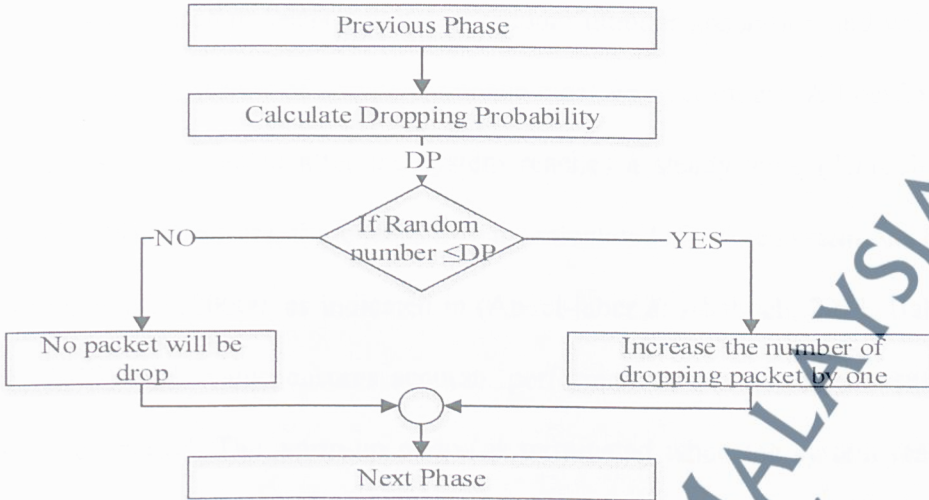 Previous Phase
Calculate Dropping Probability
DP
If Random
number ≤DP
NO
YES
No packet will be
drop
Increase the number of
dropping packet by one
Next Phase
MALAYSIA